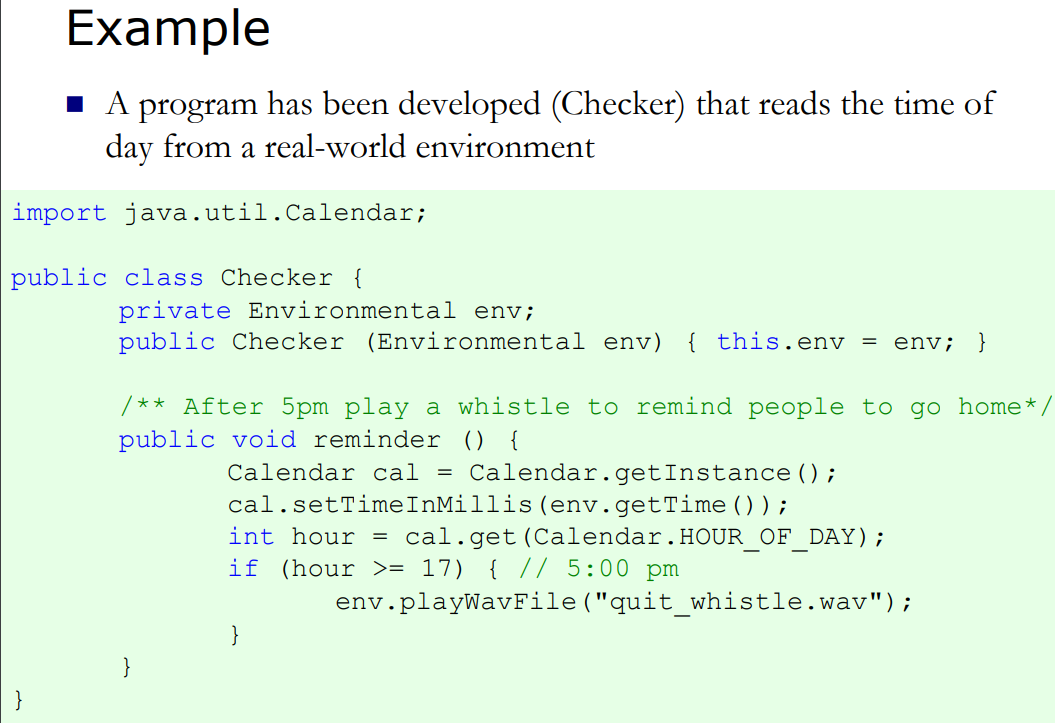 Example
A program has been developed (Checker) that reads the time of
day from a real-world environment
import java.util.Calendar;
public class Checker {
private Environmental env;
public Checker (Environmental env) { this.env = env; }
/** After 5pm play a whistle to remind people to go home*/
public void reminder () {
Calendar cal = Calendar.getInstance();
cal.setTimeInMillis(env.getTime());
int hour = cal.get(Calendar.HOUR_OF_DAY);
if (hour >= 17) { // 5:00 pm
env.playWavFile("quit_whistle.wav");
}
}
}